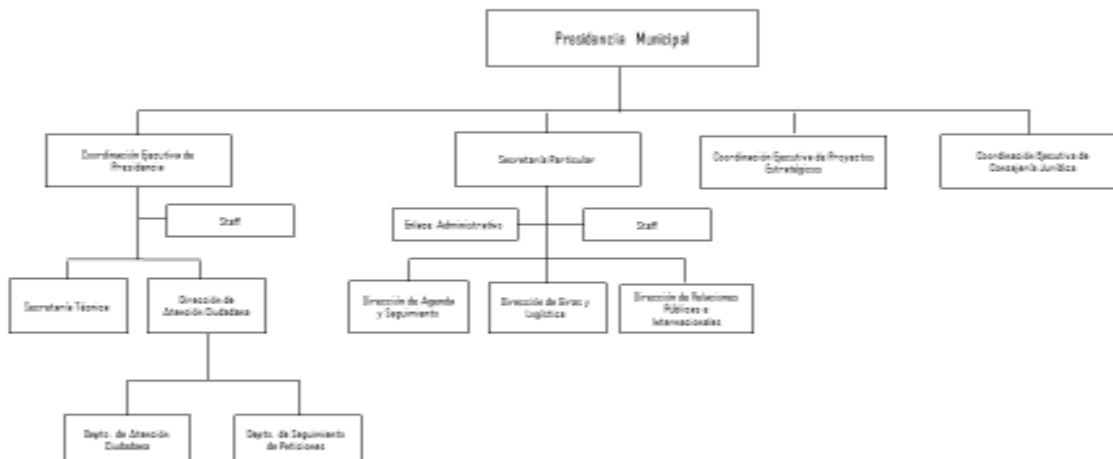 Presidencia Municipal
Coordinación Ejecutiva de
Presidencia
Secretaría Particular
Coordinación Ejecutiva de Proyectos
Estratégicos
Coordinación Ejecutiva de
Consejería Jurídica
Staff
Enlace Administrativo
Staff
Secretaría Técnica
Dirección de
Atención Ciudadana
Dirección de Agenda
y Seguimiento
Dirección de Giras y
Logística
Dirección de Relaciones
Públicas e
Internacionales
Depto. de Atención
Ciudadana
Depto. de Seguimiento
de Peticiones